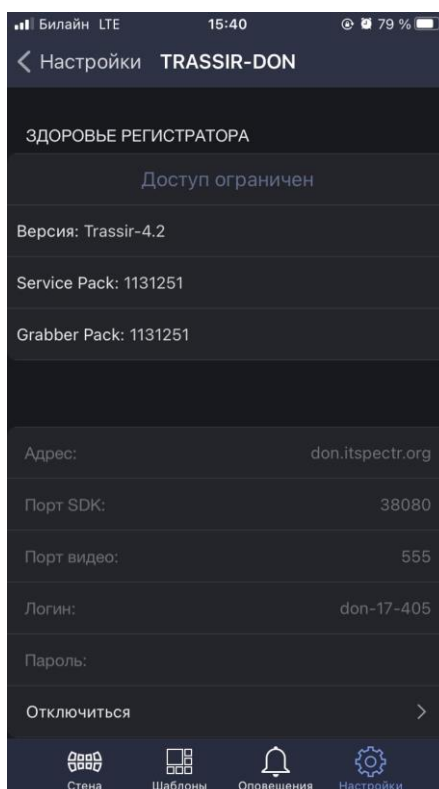 Билайн LTE 15:40 79 %
Настройки TRASSIR-DON
ЗДОРОВЬЕ РЕГИСТРАТОРА
Доступ ограничен
Версия: Trassir-4.2
Service Pack: 1131251
Grabber Pack: 1131251
Адрес: don.itspectr.org
Порт SDK: 38080
Порт видео: 555
Логин: don-17-405
Пароль:
Отключиться
Стена Шаблоны Оповещения Настройки